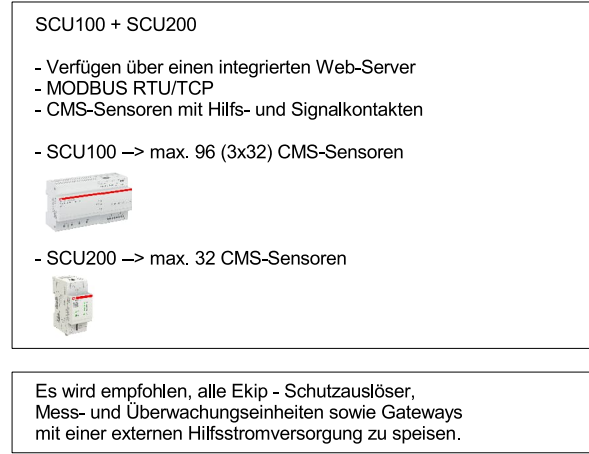 SCU100 + SCU200
- Verfügen über einen integrierten Web-Server
- MODBUS RTU/TCP
- CMS-Sensoren mit Hilfs- und Signalkontakten
- SCU100 –> max. 96 (3x32) CMS-Sensoren
- SCU200 –> max. 32 CMS-Sensoren
Es wird empfohlen, alle Ekip - Schutzauslöser,
Mess- und Überwachungseinheiten sowie Gateways
mit einer externen Hilfsstromversorgung zu speisen.